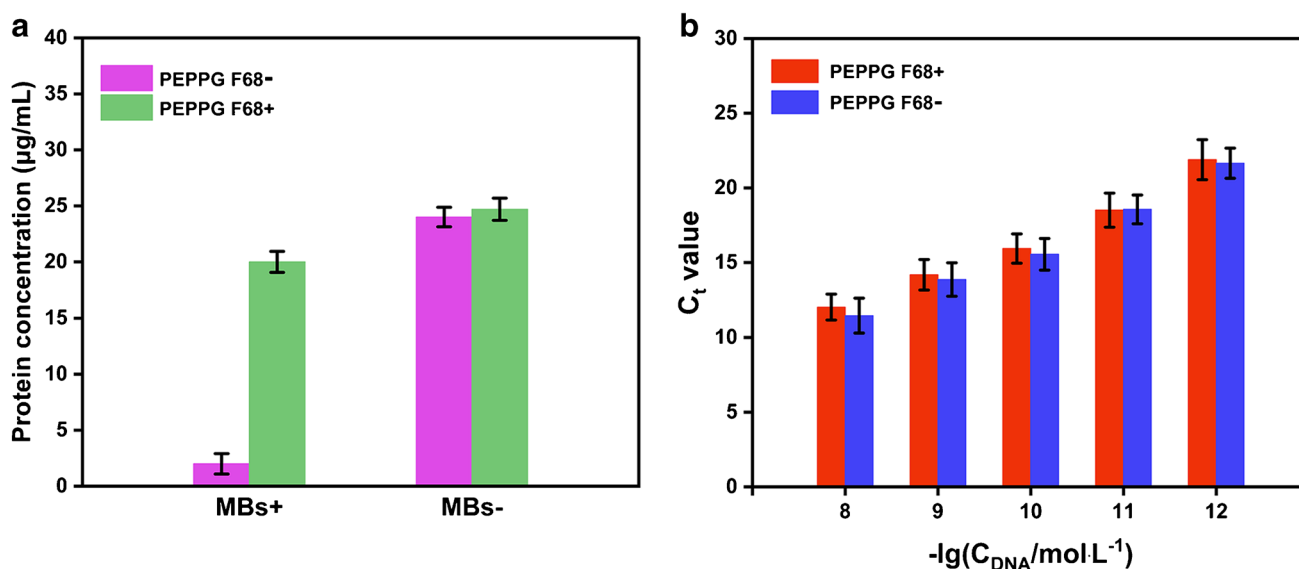 a
40
35
30
25
20
15
10
5
0
Protein concentration (µg/mL)
PEPPG F68-
PEPPG F68+
MBs+ MBs-
b
30
25
20
15
10
5
0
Cₜ value
PEPPG F68+
PEPPG F68-
8 9 10 11 12
-lg(C_DNA/mol·L⁻¹)